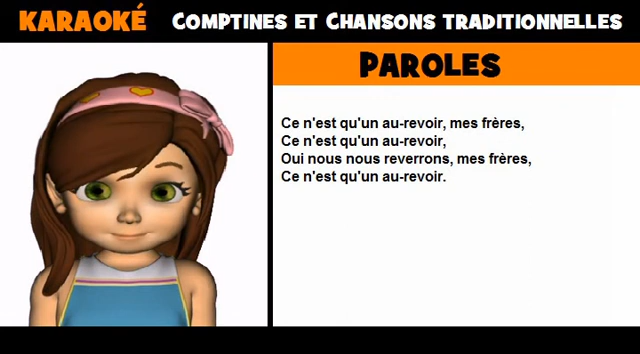 KARAOKÉ COMPTINES ET CHANSONS TRADITIONNELLES
PAROLES
Ce n'est qu'un au-revoir, mes frères,
Ce n'est qu'un au-revoir,
Oui nous nous reverrons, mes frères,
Ce n'est qu'un au-revoir.